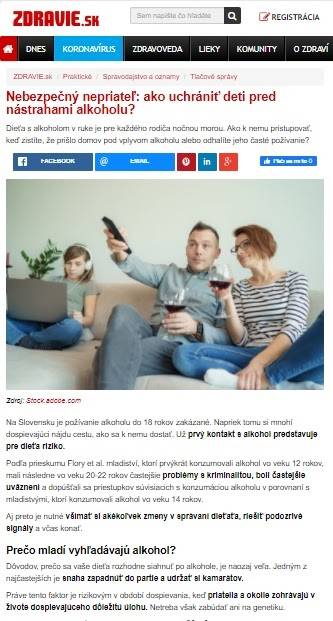 ZDRAVIE.SK
Sem napíšte čo hľadáte
REGISTRÁCIA
DNES KORONAVÍRUS ZDRAVOVEDA LIEKY KOMUNITY O ZDRAVÍ
ZDRAVIE.sk / Praktické / Spravodajstvo a oznamy / Tlačové správy
Nebezpečný nepriateľ: ako uchrániť deti pred
nástrahami alkoholu?
Dieťa s alkoholom v ruke je pre každého rodiča nočnou morou. Ako k nemu pristupovať,
keď zistíte, že prišlo domov pod vplyvom alkoholu alebo odhalíte jeho časté požívanie?
FACEBOOK EMAIL
Páči sa mi to 0
Zdroj: Stock.adobe.com
Na Slovensku je požívanie alkoholu do 18 rokov zakázané. Napriek tomu si mnohí
dospievajúci nájdu cestu, ako sa k nemu dostať. Už prvý kontakt s alkohol predstavuje
pre dieťa riziko.
Podľa prieskumu Flory et al. mladiství, ktorí prvýkrát konzumovali alkohol vo veku 12 rokov,
mali následne vo veku 20-22 rokov častejšie problémy s kriminalitou, boli častejšie
uväznení a dopúšťali sa priestupkov súvisiacich s konzumáciou alkoholu v porovnaní s
mladistvými, ktorí konzumovali alkohol vo veku 14 rokov.
Aj preto je nutné všímať si akékoľvek zmeny v správaní dieťaťa, riešiť podozrivé
signály a včas konať.
Prečo mladí vyhľadávajú alkohol?
Dôvodov, prečo sa vaše dieťa rozhodne siahnuť po alkohole, je naozaj veľa. Jedným z
najčastejších je snaha zapadnúť do partie a udržať si kamarátov.
Práve tento faktor je rizikovým v období dospievania, keď priatelia a okolie zohrávajú v
živote dospievajúceho dôležitú úlohu. Netreba však zabúdať ani na genetiku.